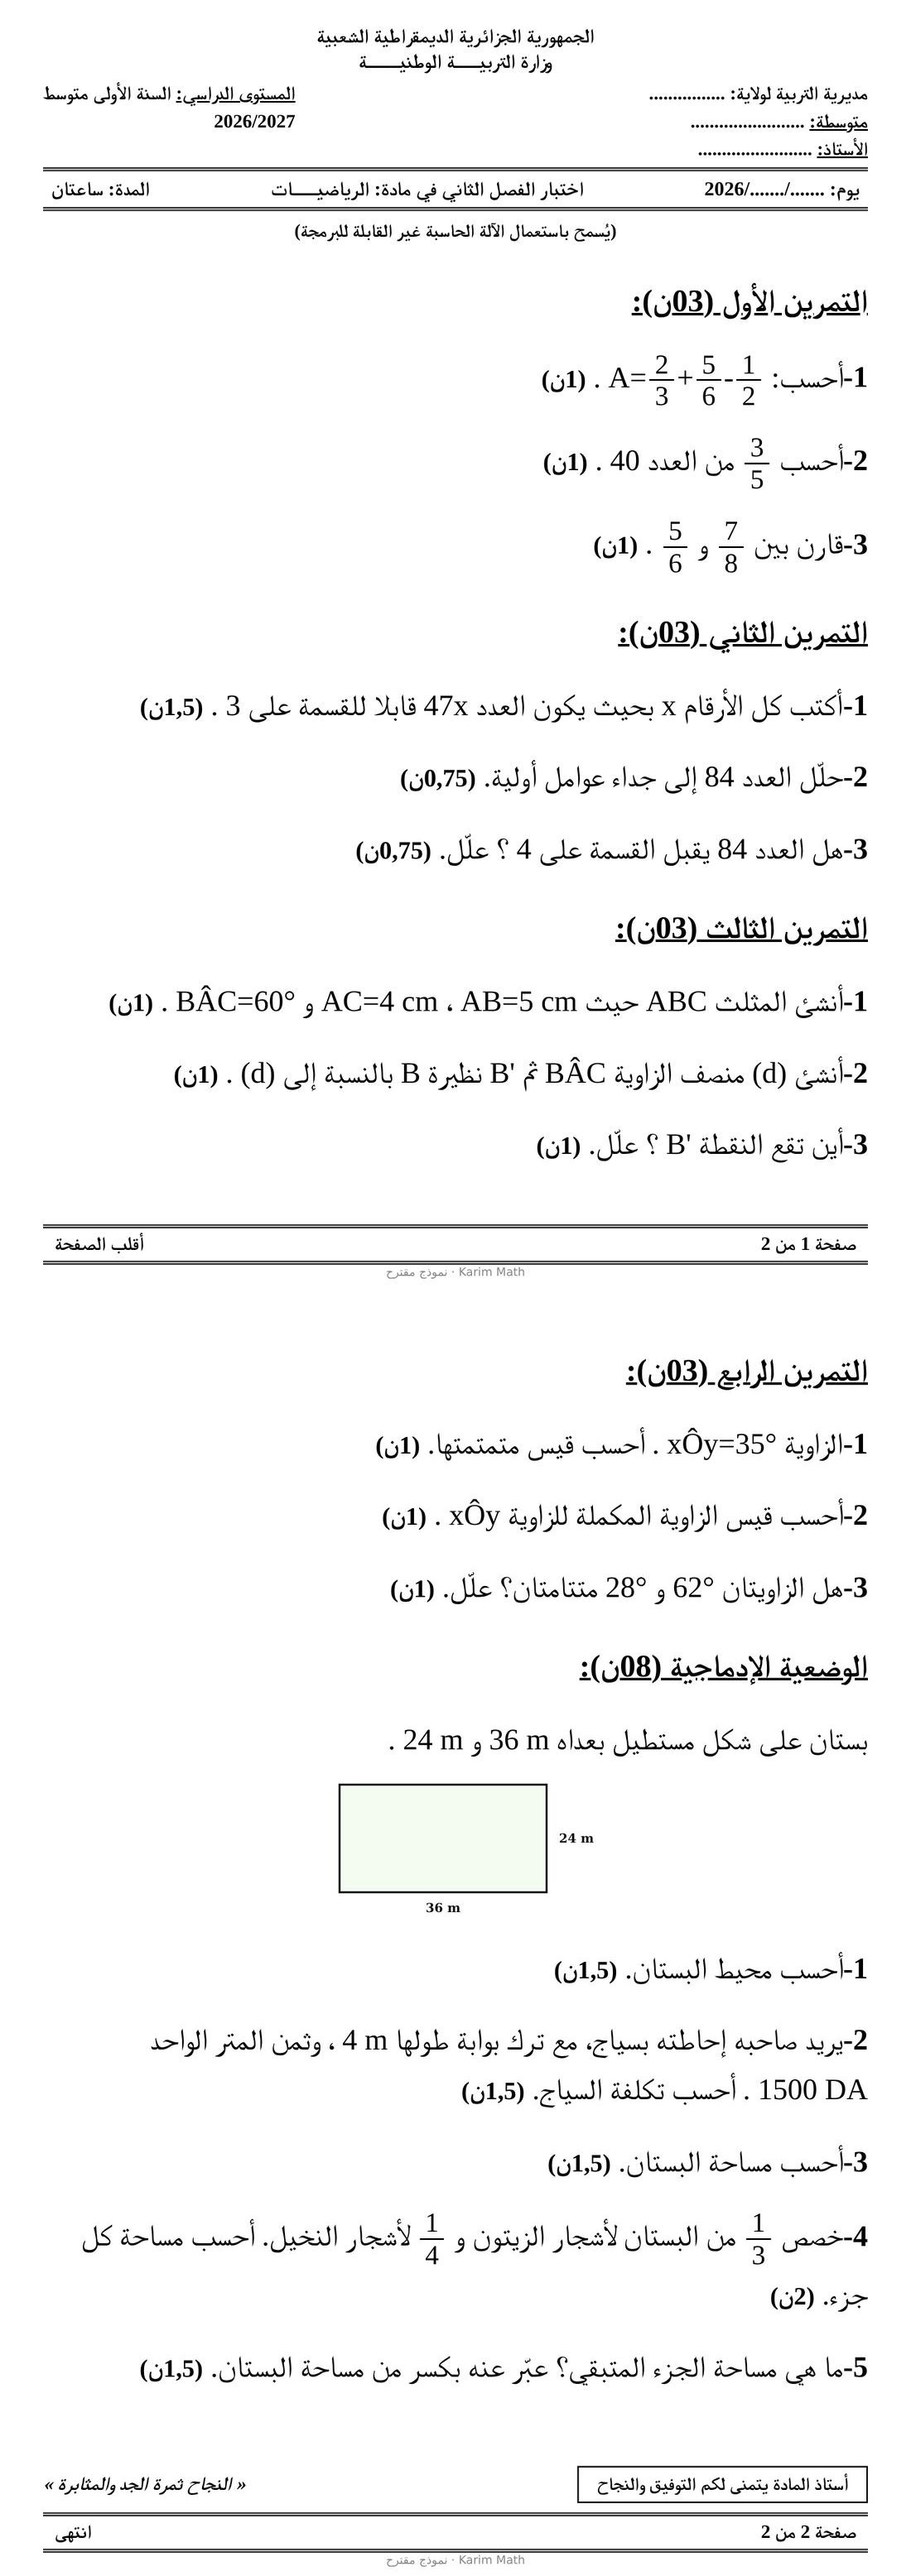 الجمهورية الجزائرية الديمقراطية الشعبية
وزارة التربيـــــة الوطنيـــــــة
مديرية التربية لولاية: ................
المستوى الدراسي: السنة الأولى متوسط
متوسطة: ........................
2026/2027
الأستاذ: ........................
يوم: ......./......./2026
اختبار الفصل الثاني في مادة: الرياضيـــــات
المدة: ساعتان
(يُسمح باستعمال الآلة الحاسبة غير القابلة للبرمجة)
التمرين الأول (03ن):
1-أحسب: A=2/3+5/6-1/2 . (1ن)
2-أحسب 3/5 من العدد 40 . (1ن)
3-قارن بين 7/8 و 5/6 . (1ن)
التمرين الثاني (03ن):
1-أكتب كل الأرقام x بحيث يكون العدد 47x قابلا للقسمة على 3 . (1,5ن)
2-حلّل العدد 84 إلى جداء عوامل أولية. (0,75ن)
3-هل العدد 84 يقبل القسمة على 4 ؟ علّل. (0,75ن)
التمرين الثالث (03ن):
1-أنشئ المثلث ABC حيث AB=5 cm ، AC=4 cm و BÂC=60° . (1ن)
2-أنشئ (d) منصف الزاوية BÂC ثم B' نظيرة B بالنسبة إلى (d) . (1ن)
3-أين تقع النقطة B' ؟ علّل. (1ن)
صفحة 1 من 2
أقلب الصفحة
Karim Math · نموذج مقترح
التمرين الرابع (03ن):
1-الزاوية xÔy=35° . أحسب قيس متمتمتها. (1ن)
2-أحسب قيس الزاوية المكملة للزاوية xÔy . (1ن)
3-هل الزاويتان 62° و 28° متتامتان؟ علّل. (1ن)
الوضعية الإدماجية (08ن):
بستان على شكل مستطيل بعداه 36 m و 24 m .
24 m
36 m
1-أحسب محيط البستان. (1,5ن)
2-يريد صاحبه إحاطته بسياج، مع ترك بوابة طولها 4 m ، وثمن المتر الواحد
1500 DA . أحسب تكلفة السياج. (1,5ن)
3-أحسب مساحة البستان. (1,5ن)
4-خصص 1/3 من البستان لأشجار الزيتون و 1/4 لأشجار النخيل. أحسب مساحة كل
جزء. (2ن)
5-ما هي مساحة الجزء المتبقي؟ عبّر عنه بكسر من مساحة البستان. (1,5ن)
أستاذ المادة يتمنى لكم التوفيق والنجاح
« النجاح ثمرة الجد والمثابرة »
صفحة 2 من 2
انتهى
Karim Math · نموذج مقترح